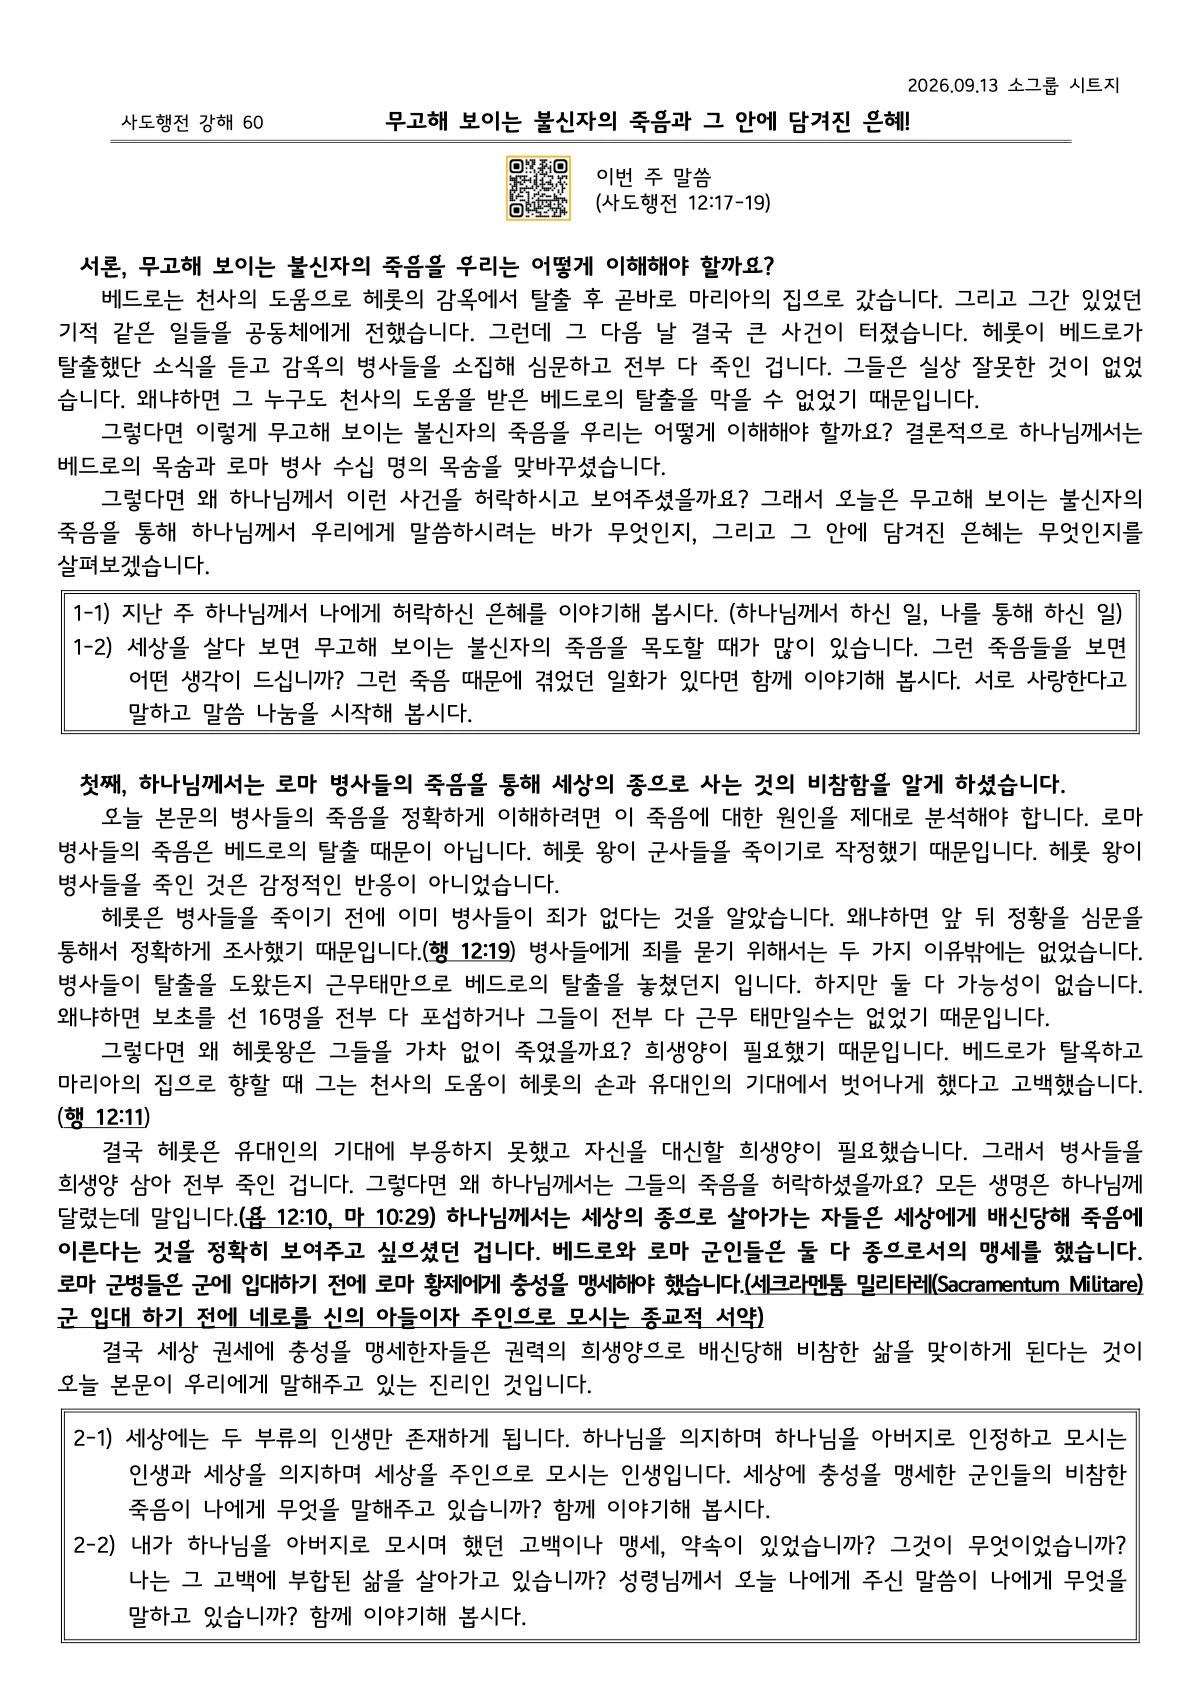 2026.09.13 소그룹 시트지
사도행전 강해 60 무고해 보이는 불신자의 죽음과 그 안에 담겨진 은혜!
이번 주 말씀
(사도행전 12:17-19)
서론, 무고해 보이는 불신자의 죽음을 우리는 어떻게 이해해야 할까요?
베드로는 천사의 도움으로 헤롯의 감옥에서 탈출 후 곧바로 마리아의 집으로 갔습니다. 그리고 그간 있었던
기적 같은 일들을 공동체에게 전했습니다. 그런데 그 다음 날 결국 큰 사건이 터졌습니다. 헤롯이 베드로가
탈출했단 소식을 듣고 감옥의 병사들을 소집해 심문하고 전부 다 죽인 겁니다. 그들은 실상 잘못한 것이 없었
습니다. 왜냐하면 그 누구도 천사의 도움을 받은 베드로의 탈출을 막을 수 없었기 때문입니다.
그렇다면 이렇게 무고해 보이는 불신자의 죽음을 우리는 어떻게 이해해야 할까요? 결론적으로 하나님께서는
베드로의 목숨과 로마 병사 수십 명의 목숨을 맞바꾸셨습니다.
그렇다면 왜 하나님께서 이런 사건을 허락하시고 보여주셨을까요? 그래서 오늘은 무고해 보이는 불신자의
죽음을 통해 하나님께서 우리에게 말씀하시려는 바가 무엇인지, 그리고 그 안에 담겨진 은혜는 무엇인지를
살펴보겠습니다.
1-1) 지난 주 하나님께서 나에게 허락하신 은혜를 이야기해 봅시다. (하나님께서 하신 일, 나를 통해 하신 일)
1-2) 세상을 살다 보면 무고해 보이는 불신자의 죽음을 목도할 때가 많이 있습니다. 그런 죽음들을 보면
어떤 생각이 드십니까? 그런 죽음 때문에 겪었던 일화가 있다면 함께 이야기해 봅시다. 서로 사랑한다고
말하고 말씀 나눔을 시작해 봅시다.
첫째, 하나님께서는 로마 병사들의 죽음을 통해 세상의 종으로 사는 것의 비참함을 알게 하셨습니다.
오늘 본문의 병사들의 죽음을 정확하게 이해하려면 이 죽음에 대한 원인을 제대로 분석해야 합니다. 로마
병사들의 죽음은 베드로의 탈출 때문이 아닙니다. 헤롯 왕이 군사들을 죽이기로 작정했기 때문입니다. 헤롯 왕이
병사들을 죽인 것은 감정적인 반응이 아니었습니다.
헤롯은 병사들을 죽이기 전에 이미 병사들이 죄가 없다는 것을 알았습니다. 왜냐하면 앞 뒤 정황을 심문을
통해서 정확하게 조사했기 때문입니다.(행 12:19) 병사들에게 죄를 묻기 위해서는 두 가지 이유밖에는 없었습니다.
병사들이 탈출을 도왔든지 근무태만으로 베드로의 탈출을 놓쳤던지 입니다. 하지만 둘 다 가능성이 없습니다.
왜냐하면 보초를 선 16명을 전부 다 포섭하거나 그들이 전부 다 근무 태만일수는 없었기 때문입니다.
그렇다면 왜 헤롯왕은 그들을 가차 없이 죽였을까요? 희생양이 필요했기 때문입니다. 베드로가 탈옥하고
마리아의 집으로 향할 때 그는 천사의 도움이 헤롯의 손과 유대인의 기대에서 벗어나게 했다고 고백했습니다.
(행 12:11)
결국 헤롯은 유대인의 기대에 부응하지 못했고 자신을 대신할 희생양이 필요했습니다. 그래서 병사들을
희생양 삼아 전부 죽인 겁니다. 그렇다면 왜 하나님께서는 그들의 죽음을 허락하셨을까요? 모든 생명은 하나님께
달렸는데 말입니다.(욥 12:10, 마 10:29) 하나님께서는 세상의 종으로 살아가는 자들은 세상에게 배신당해 죽음에
이른다는 것을 정확히 보여주고 싶으셨던 겁니다. 베드로와 로마 군인들은 둘 다 종으로서의 맹세를 했습니다.
로마 군병들은 군에 입대하기 전에 로마 황제에게 충성을 맹세해야 했습니다.(세크라멘툼 밀리타레(Sacramentum Militare)
군 입대 하기 전에 네로를 신의 아들이자 주인으로 모시는 종교적 서약)
결국 세상 권세에 충성을 맹세한자들은 권력의 희생양으로 배신당해 비참한 삶을 맞이하게 된다는 것이
오늘 본문이 우리에게 말해주고 있는 진리인 것입니다.
2-1) 세상에는 두 부류의 인생만 존재하게 됩니다. 하나님을 의지하며 하나님을 아버지로 인정하고 모시는
인생과 세상을 의지하며 세상을 주인으로 모시는 인생입니다. 세상에 충성을 맹세한 군인들의 비참한
죽음이 나에게 무엇을 말해주고 있습니까? 함께 이야기해 봅시다.
2-2) 내가 하나님을 아버지로 모시며 했던 고백이나 맹세, 약속이 있었습니까? 그것이 무엇이었습니까?
나는 그 고백에 부합된 삶을 살아가고 있습니까? 성령님께서 오늘 나에게 주신 말씀이 나에게 무엇을
말하고 있습니까? 함께 이야기해 봅시다.